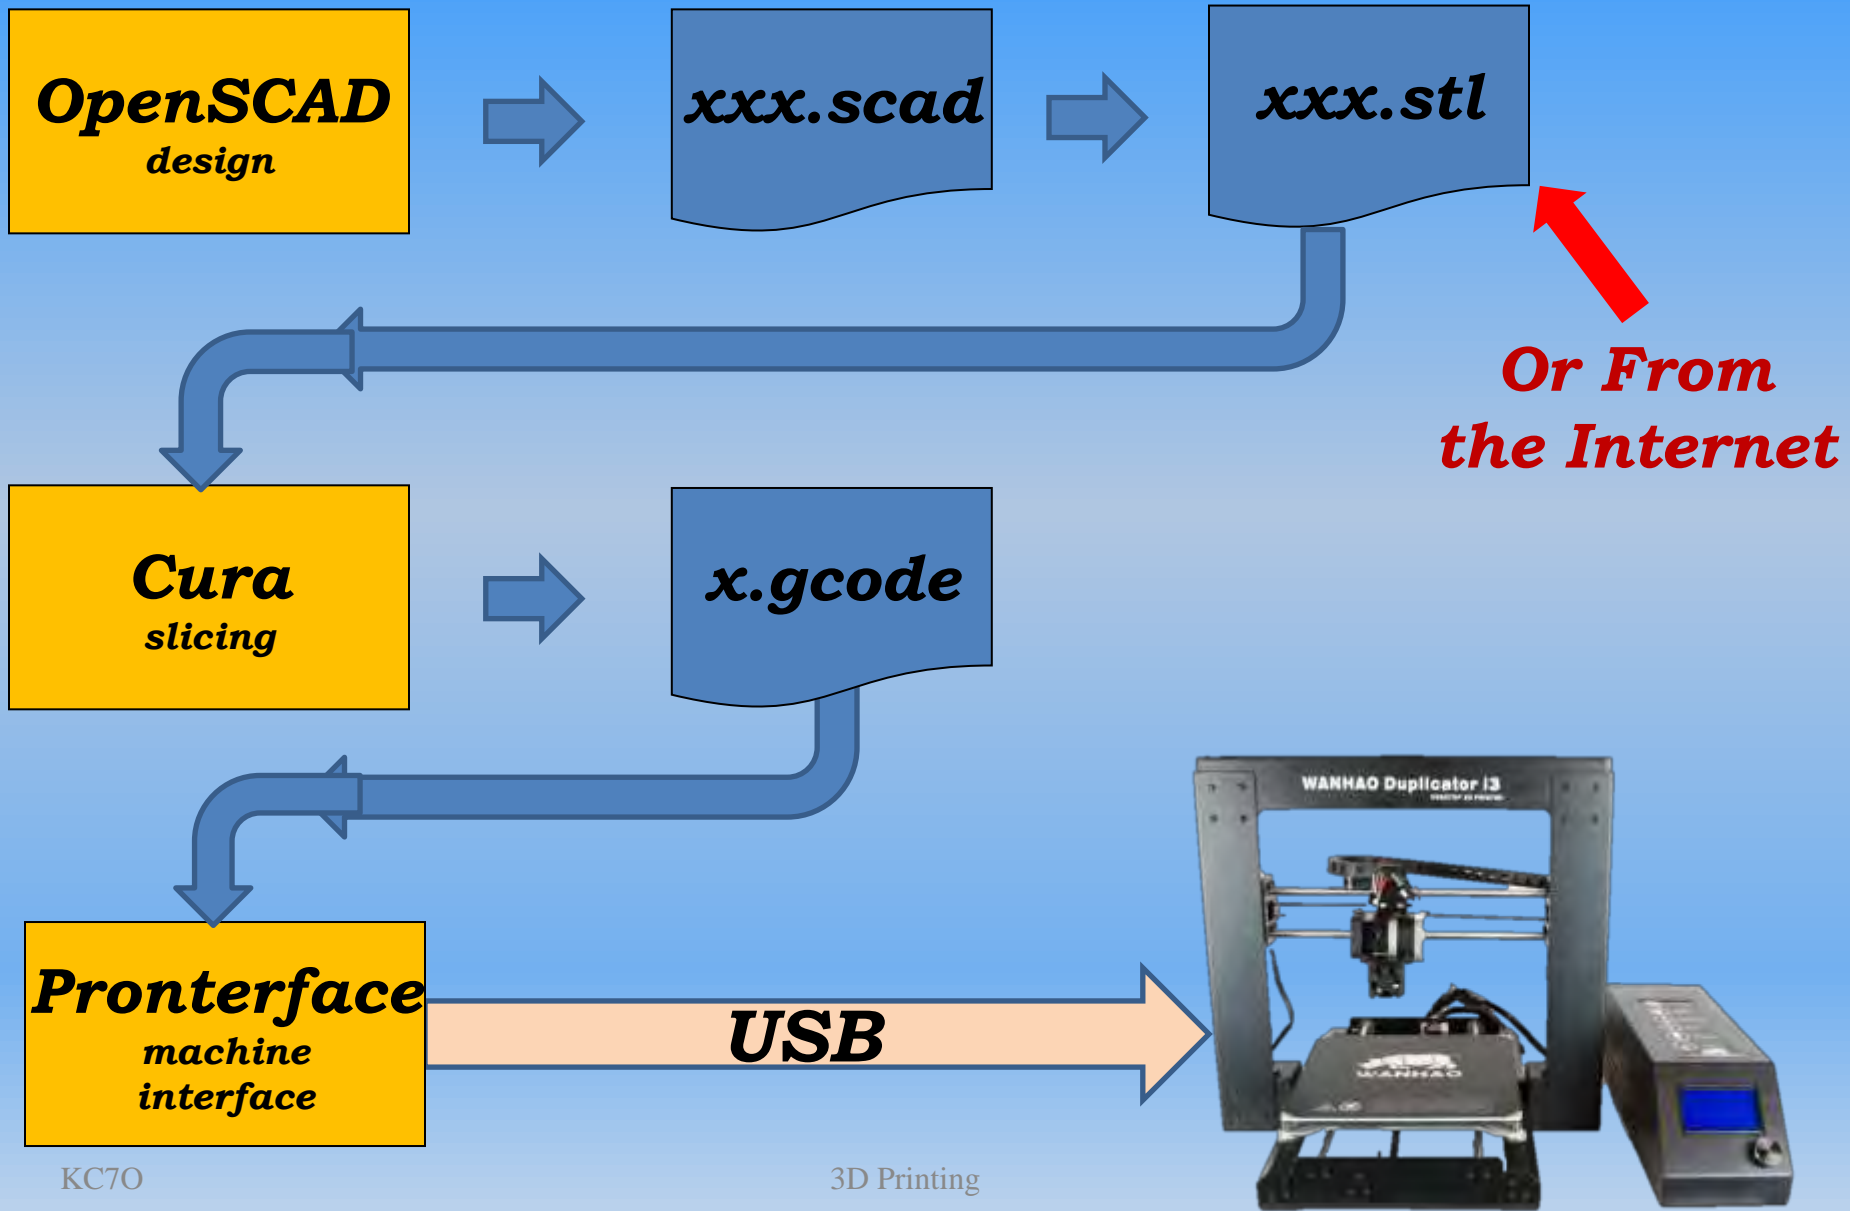 OpenSCAD
design
xxx.scad
xxx.stl
Or From
the Internet
Cura
slicing
x.gcode
WANHAO Duplicator i3
Pronterface
machine
interface
USB
WANHAO
KC7O
3D Printing